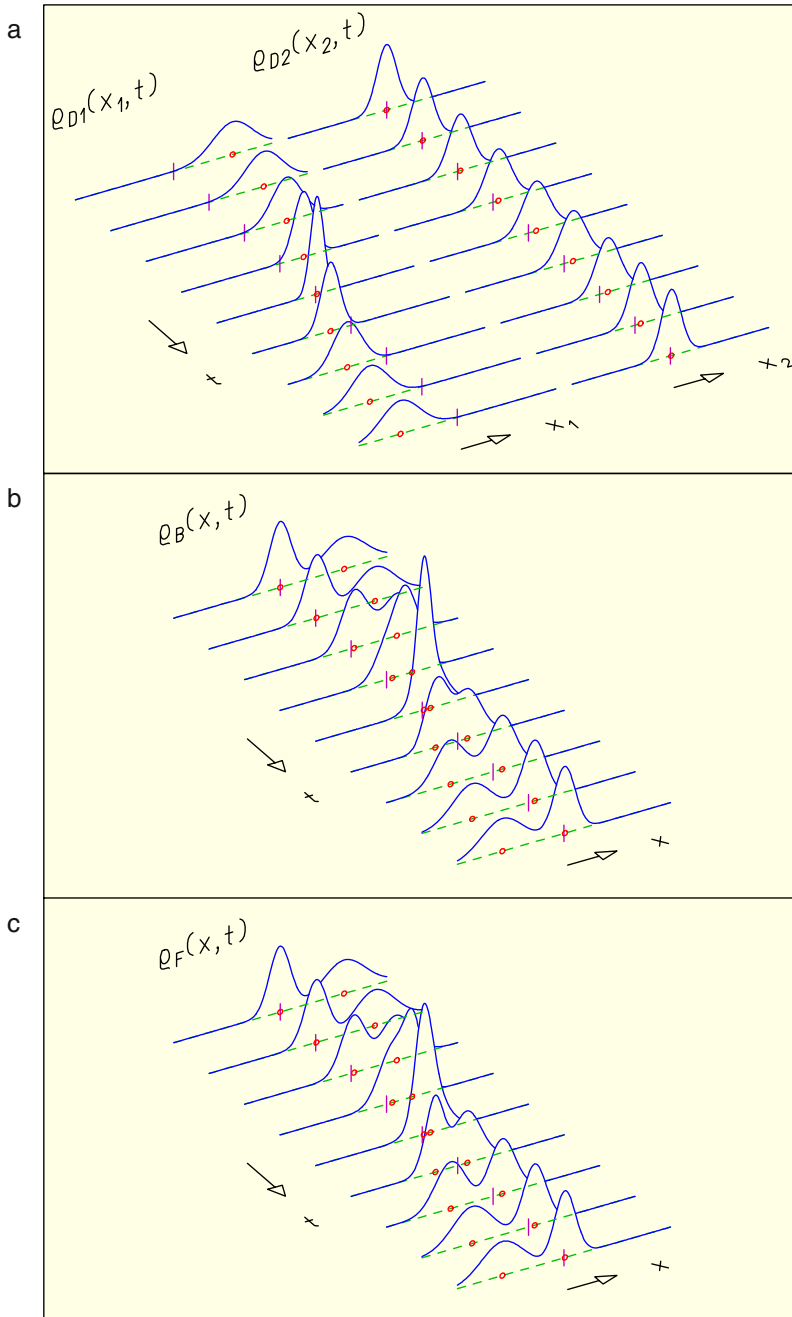 a
ϱD1(x1,t)
ϱD2(x2,t)
t
x1
x2
b
ϱB(x,t)
t
x
c
ϱF(x,t)
t
x